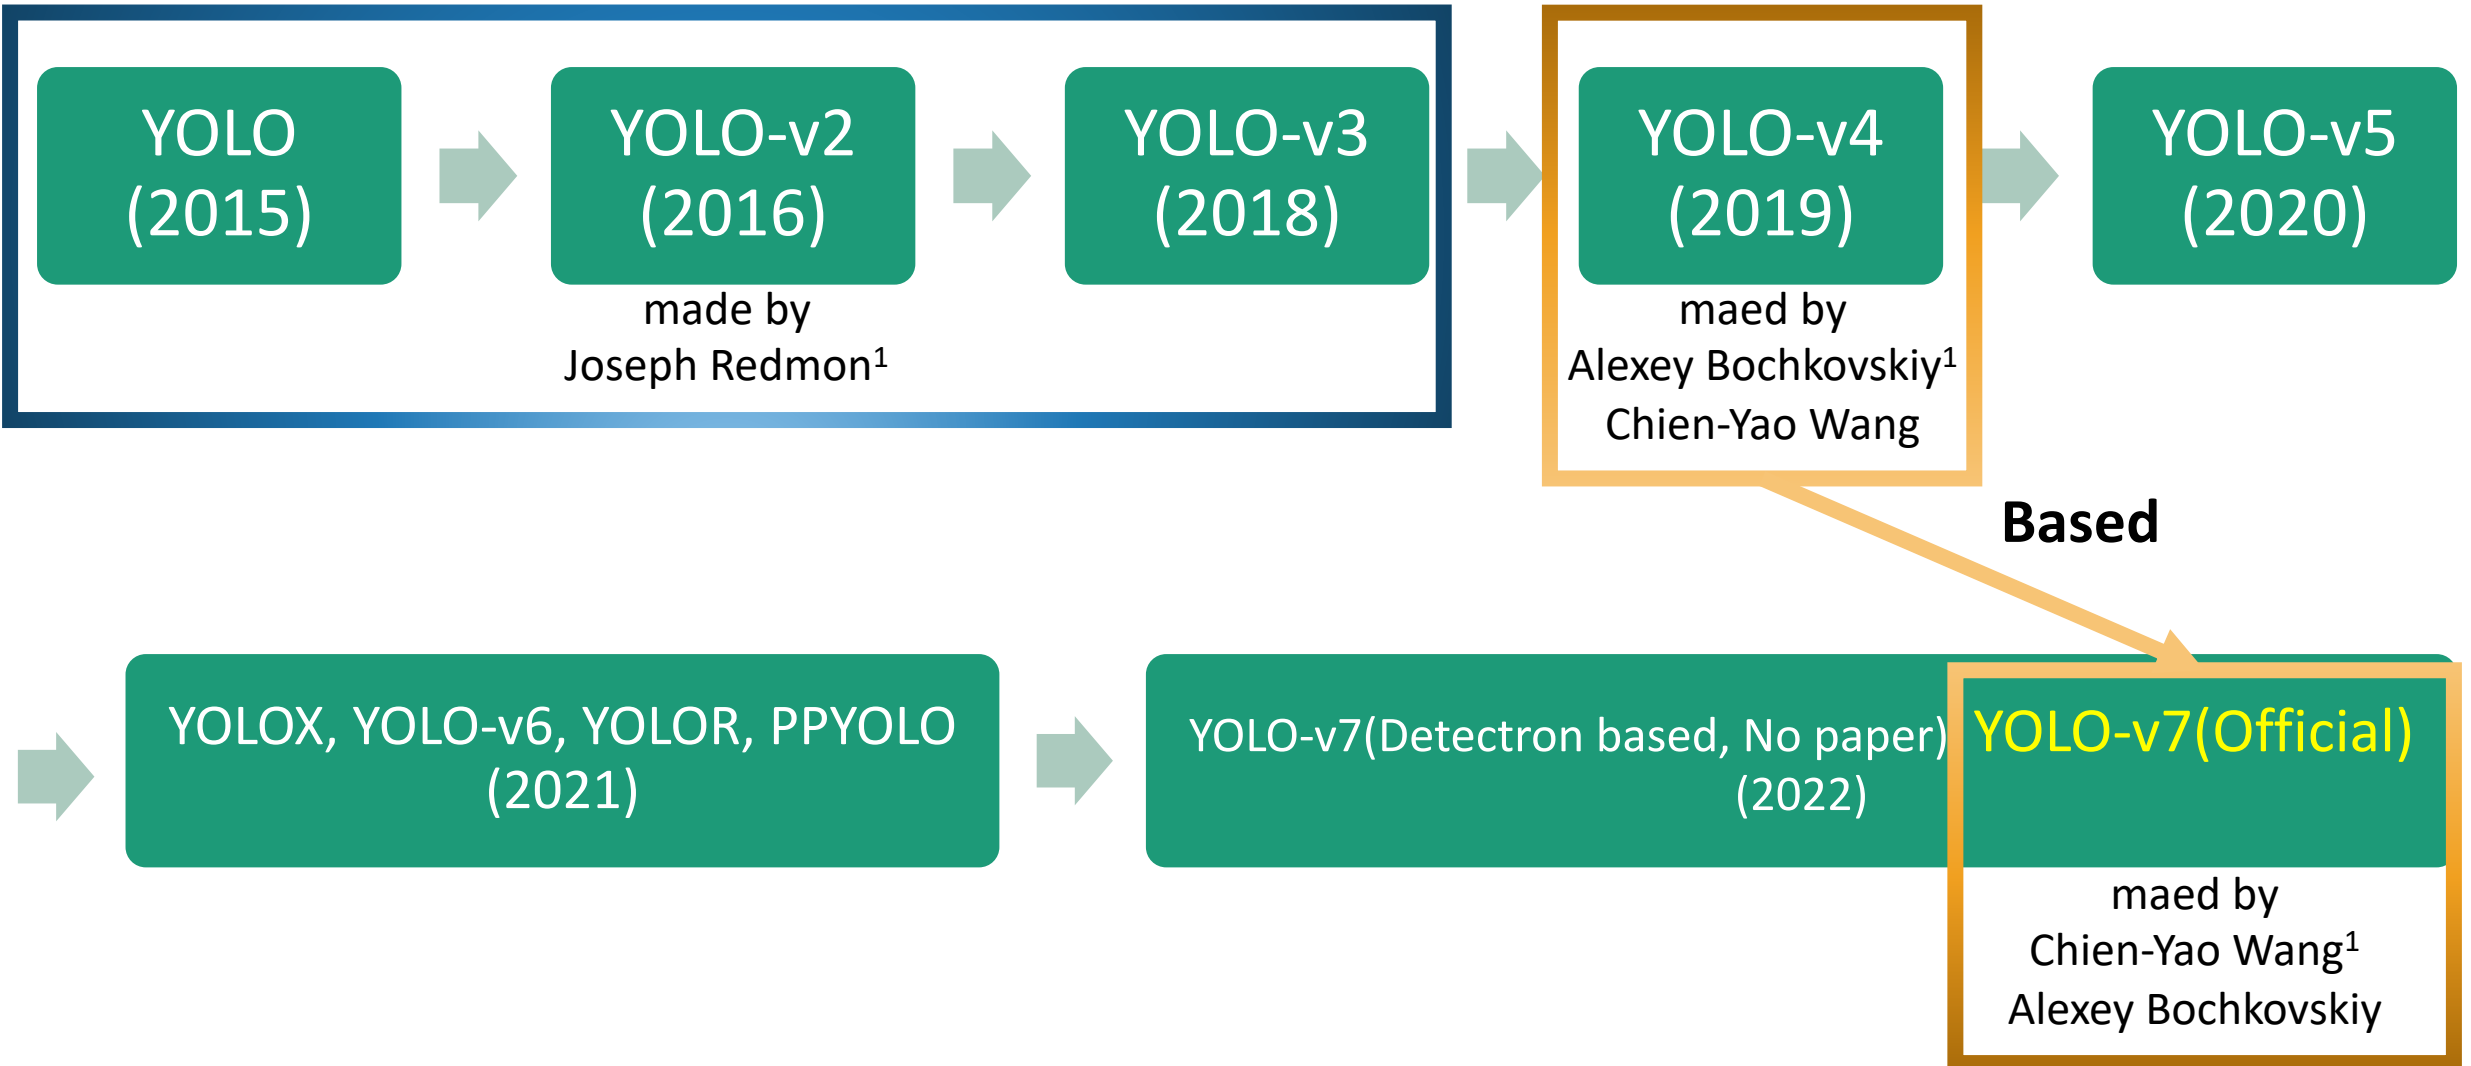 YOLO
(2015)
YOLO-v2
(2016)
made by
Joseph Redmon¹
YOLO-v3
(2018)
YOLO-v4
(2019)
maed by
Alexey Bochkovskiy¹
Chien-Yao Wang
YOLO-v5
(2020)
Based
YOLOX, YOLO-v6, YOLOR, PPYOLO
(2021)
YOLO-v7(Detectron based, No paper) YOLO-v7(Official)
(2022)
maed by
Chien-Yao Wang¹
Alexey Bochkovskiy